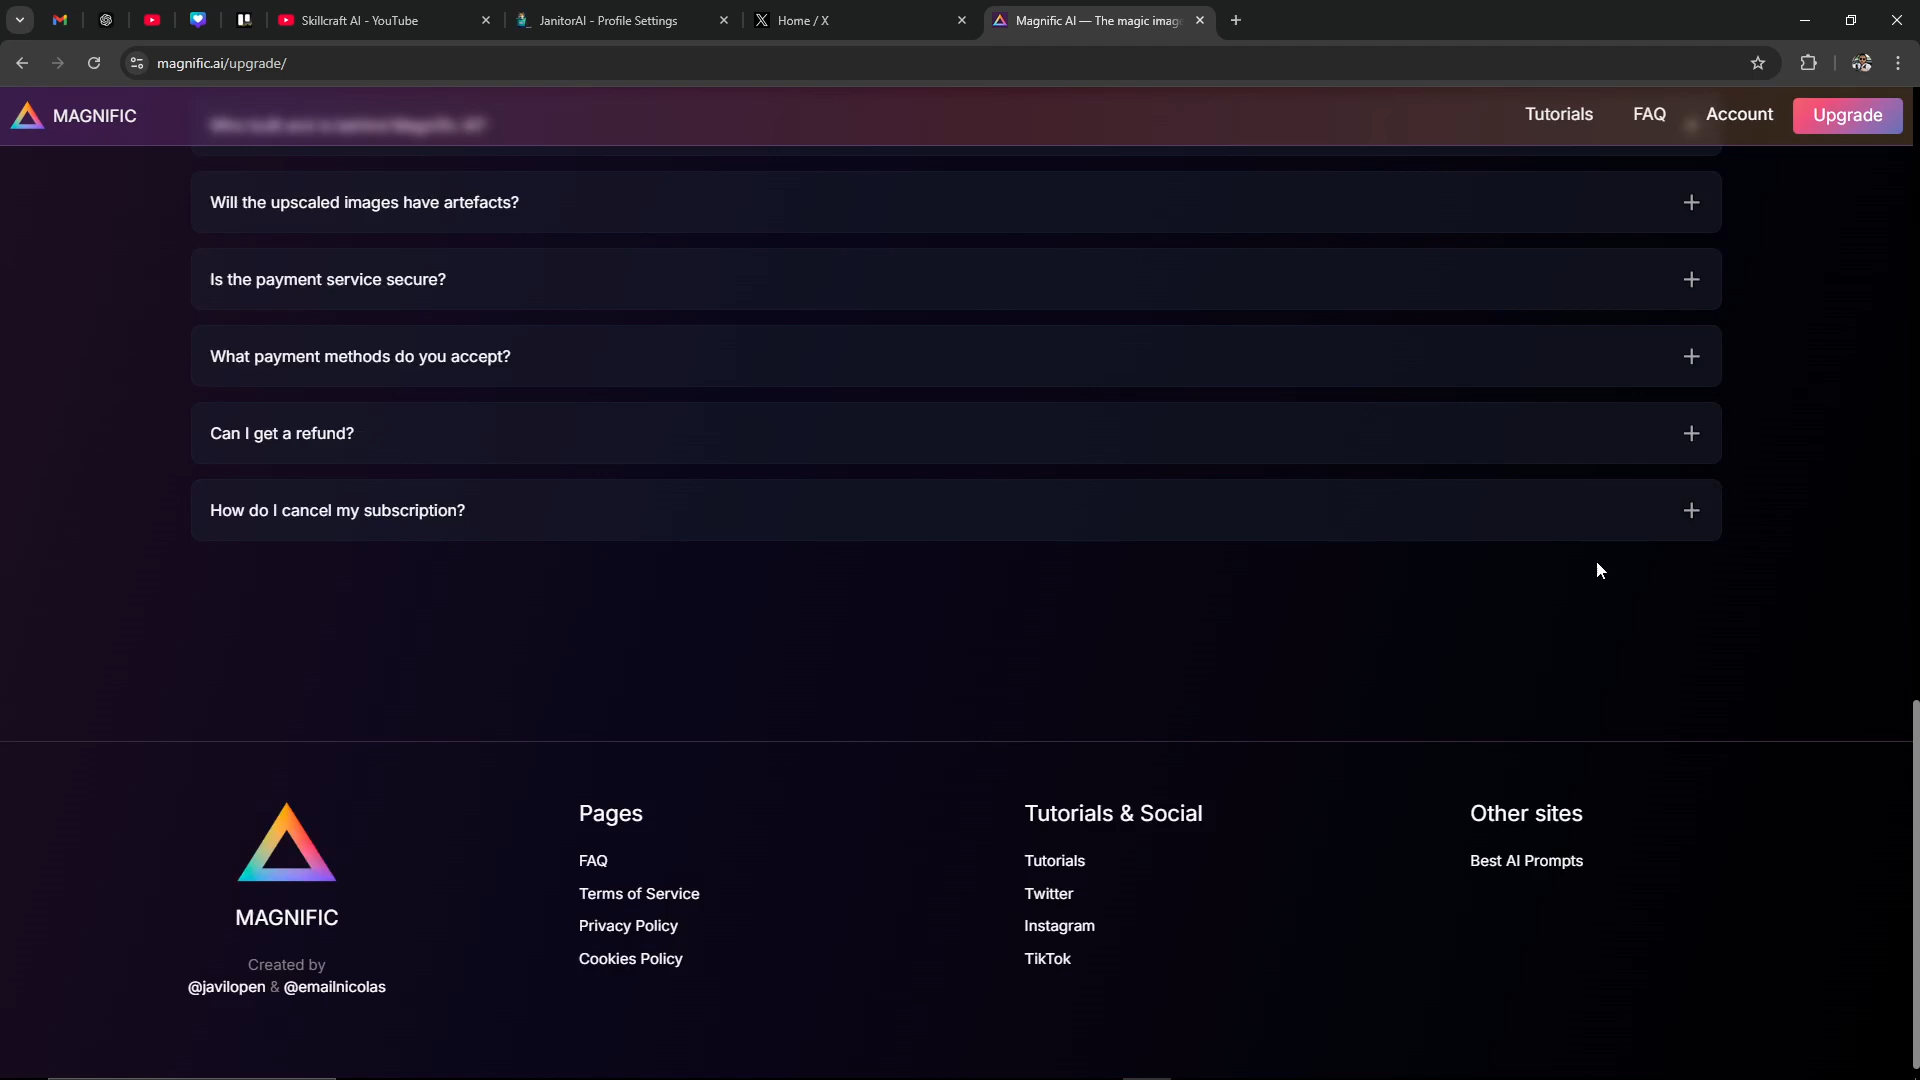 Skillcraft AI - YouTube
JanitorAI - Profile Settings
Home / X
Magnific AI — The magic imag
magnific.ai/upgrade/
MAGNIFIC
Tutorials
FAQ
Account
Upgrade
Will the upscaled images have artefacts?
Is the payment service secure?
What payment methods do you accept?
Can I get a refund?
How do I cancel my subscription?
MAGNIFIC
Created by
@javilopen & @emailnicolas
Pages
FAQ
Terms of Service
Privacy Policy
Cookies Policy
Tutorials & Social
Tutorials
Twitter
Instagram
TikTok
Other sites
Best AI Prompts